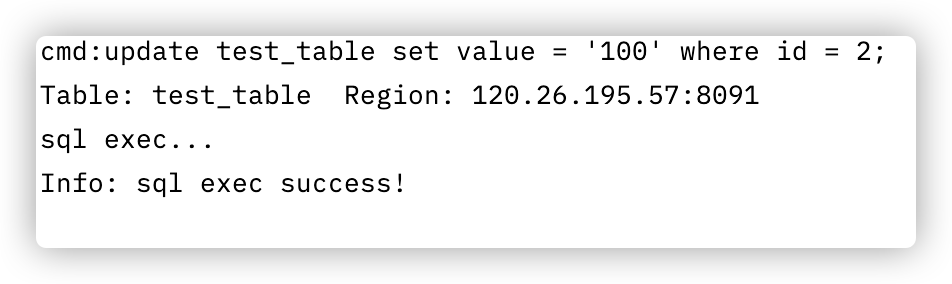 cmd:update test_table set value = '100' where id = 2;
Table: test_table  Region: 120.26.195.57:8091
sql exec...
Info: sql exec success!